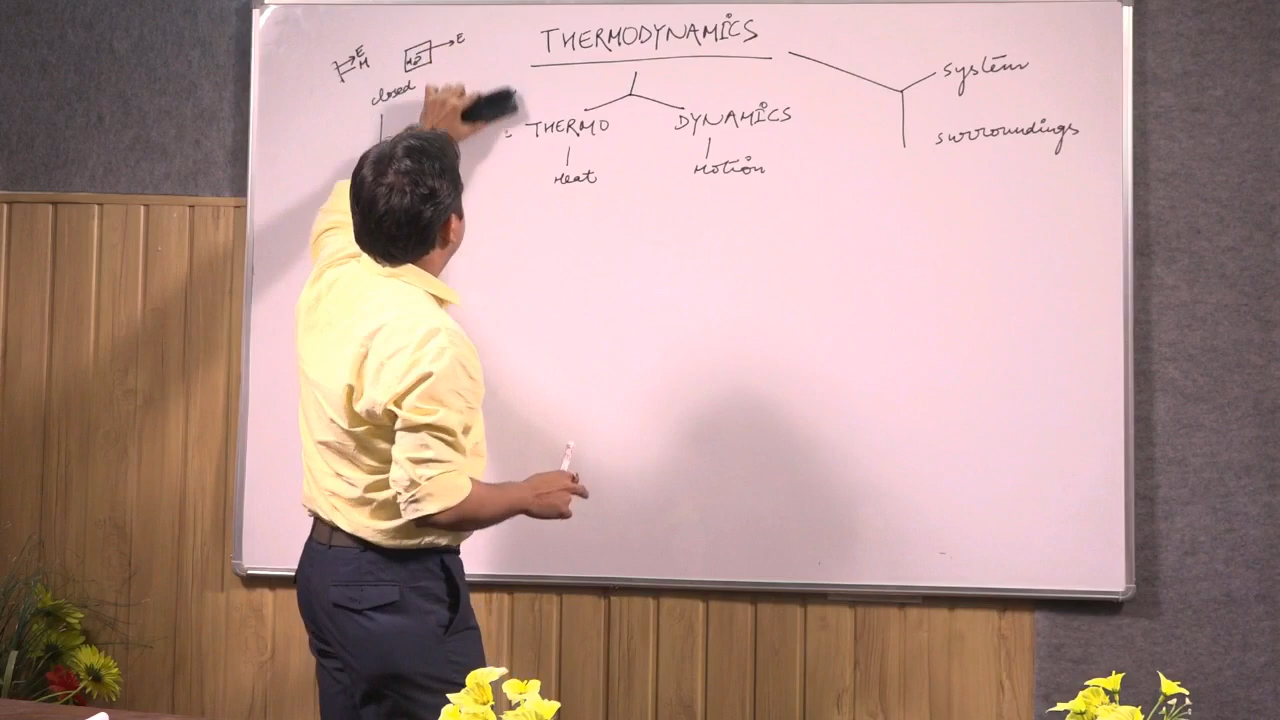 THERMODYNAMICS
E
M
E
closed
system
THERMO
DYNAMICS
surroundings
Heat
Motion